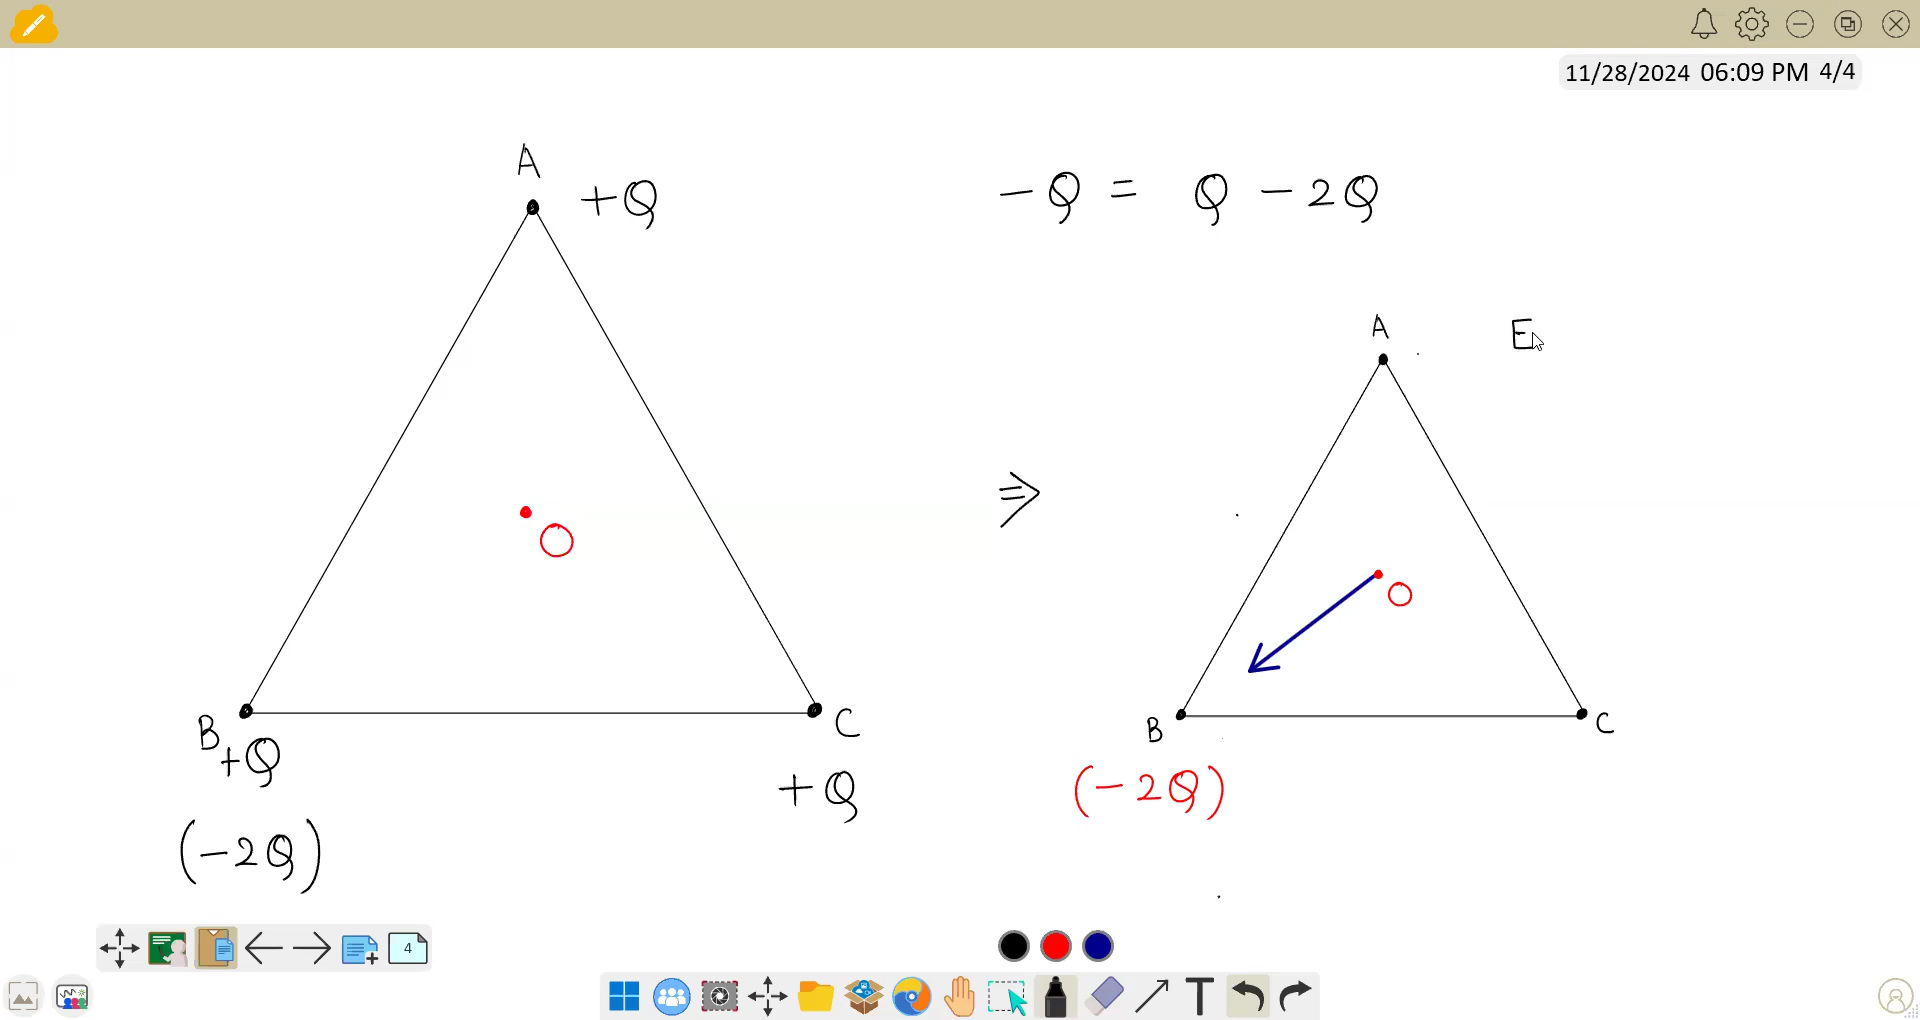 11/28/2024 06:09 PM 4/4
A
+Q
-Q = Q - 2Q
A
E
O
⇒
O
B
+Q
C
+Q
B
C
(-2Q)
(-2Q)
4
T